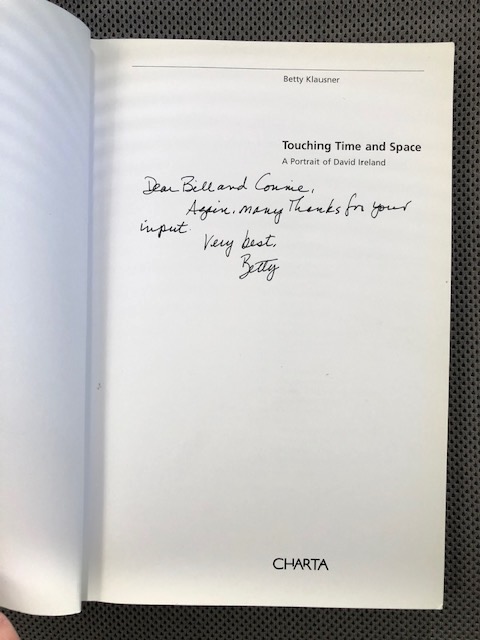 Betty Klausner
Touching Time and Space
A Portrait of David Ireland
Dear Bill and Connie,
Again, many Thanks for your
input.
Very best,
Betty
CHARTA